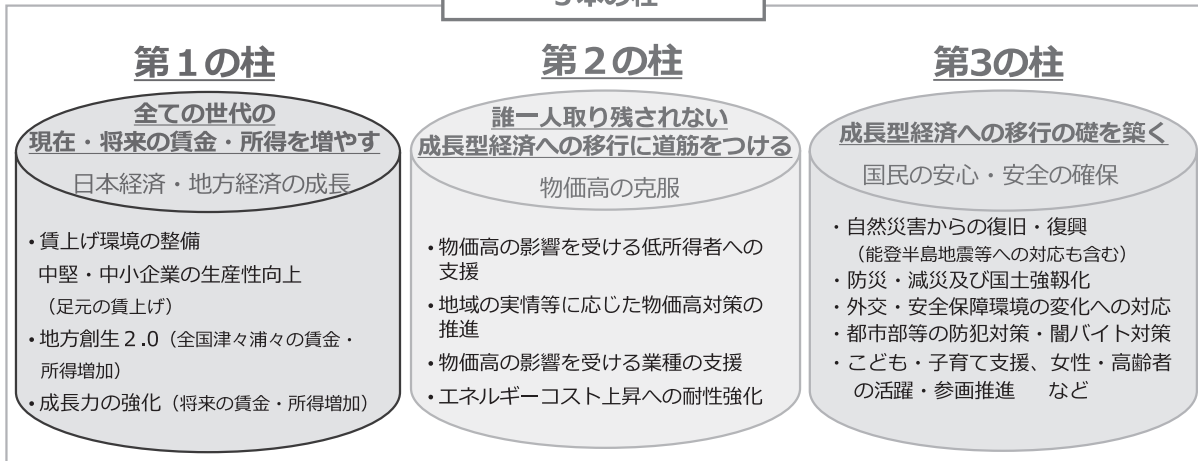 3本の柱
第１の柱
全ての世代の
現在・将来の賃金・所得を増やす
日本経済・地方経済の成長
・賃上げ環境の整備
中堅・中小企業の生産性向上
（足元の賃上げ）
・地方創生２.０（全国津々浦々の賃金・
所得増加）
・成長力の強化（将来の賃金・所得増加）
第２の柱
誰一人取り残されない
成長型経済への移行に道筋をつける
物価高の克服
・物価高の影響を受ける低所得者への
支援
・地域の実情等に応じた物価高対策の
推進
・物価高の影響を受ける業種の支援
・エネルギーコスト上昇への耐性強化
第3の柱
成長型経済への移行の礎を築く
国民の安心・安全の確保
・自然災害からの復旧・復興
（能登半島地震等への対応も含む）
・防災・減災及び国土強靱化
・外交・安全保障環境の変化への対応
・都市部等の防犯対策・闇バイト対策
・こども・子育て支援、女性・高齢者
の活躍・参画推進　など